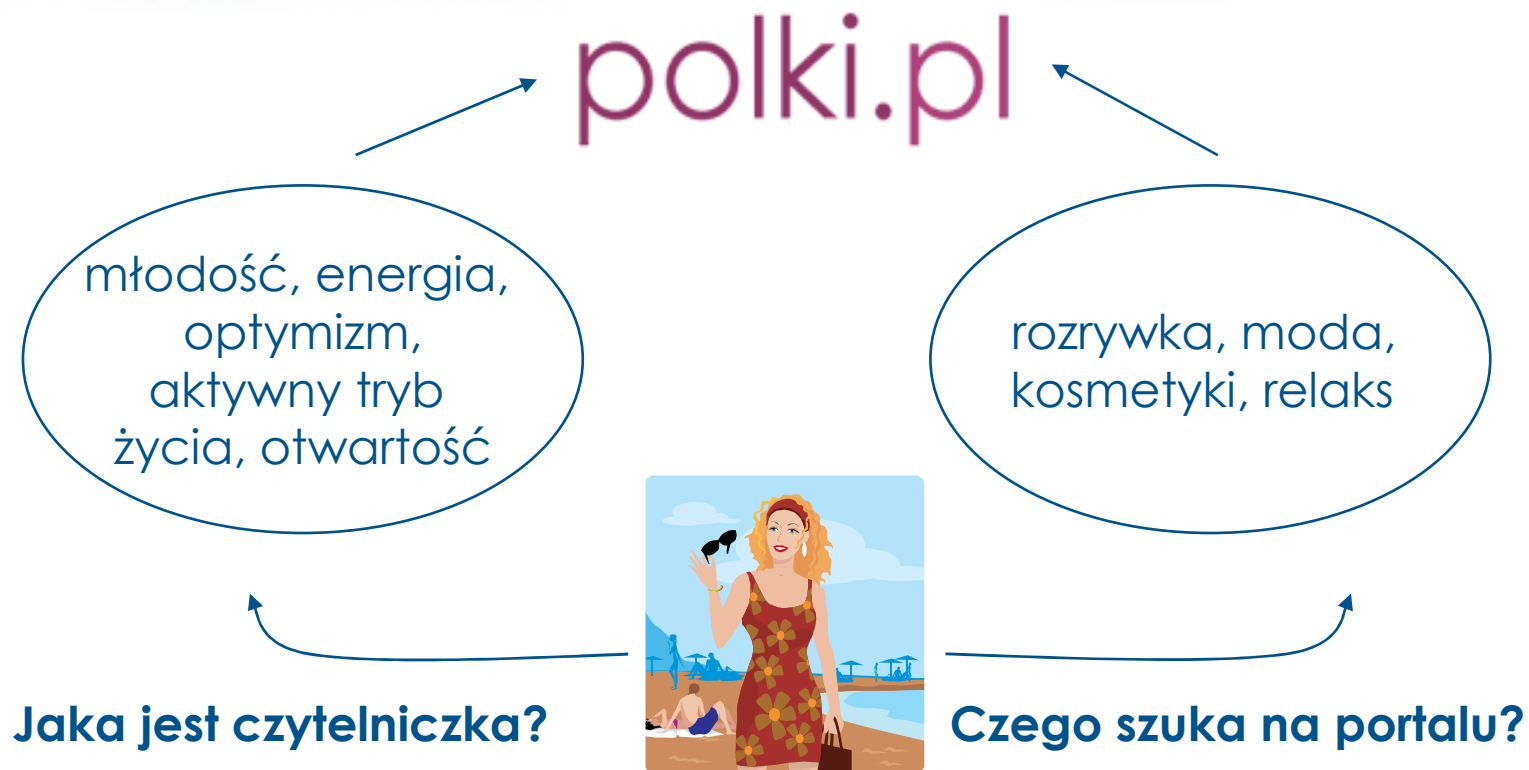 polki.pl
młodość, energia,
optymizm,
aktywny tryb
życia, otwartość
rozrywka, moda,
kosmetyki, relaks
Jaka jest czytelniczka?
Czego szuka na portalu?